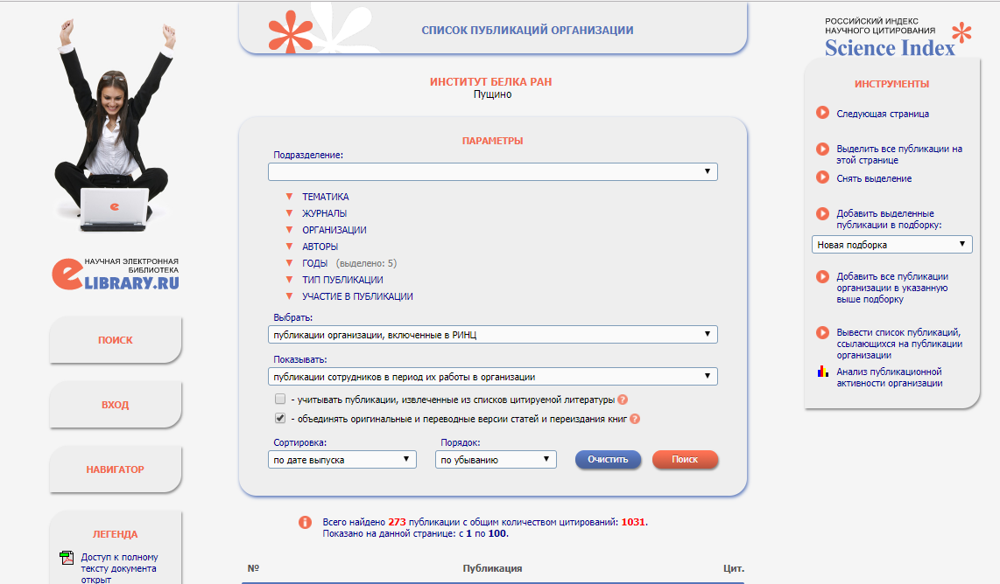 НАУЧНАЯ ЭЛЕКТРОННАЯ
БИБЛИОТЕКА
eLIBRARY.RU
ПОИСК
ВХОД
НАВИГАТОР
ЛЕГЕНДА
Доступ к полному
тексту документа
открыт
СПИСОК ПУБЛИКАЦИЙ ОРГАНИЗАЦИИ
ИНСТИТУТ БЕЛКА РАН
Пущино
ПАРАМЕТРЫ
Подразделение:
ТЕМАТИКА
ЖУРНАЛЫ
ОРГАНИЗАЦИИ
АВТОРЫ
ГОДЫ (выделено: 5)
ТИП ПУБЛИКАЦИИ
УЧАСТИЕ В ПУБЛИКАЦИИ
Выбрать:
публикации организации, включенные в РИНЦ
Показывать:
публикации сотрудников в период их работы в организации
- учитывать публикации, извлеченные из списков цитируемой литературы ?
- объединять оригинальные и переводные версии статей и переиздания книг ?
Сортировка: Порядок:
по дате выпуска по убыванию Очистить Поиск
Всего найдено 273 публикации с общим количеством цитирований: 1031.
Показано на данной странице: с 1 по 100.
№ Публикация Цит.
РОССИЙСКИЙ ИНДЕКС
НАУЧНОГО ЦИТИРОВАНИЯ
Science Index
ИНСТРУМЕНТЫ
Следующая страница
Выделить все публикации на
этой странице
Снять выделение
Добавить выделенные
публикации в подборку:
Новая подборка
Добавить все публикации
организации в указанную
выше подборку
Вывести список публикаций,
ссылающихся на публикации
организации
Анализ публикационной
активности организации